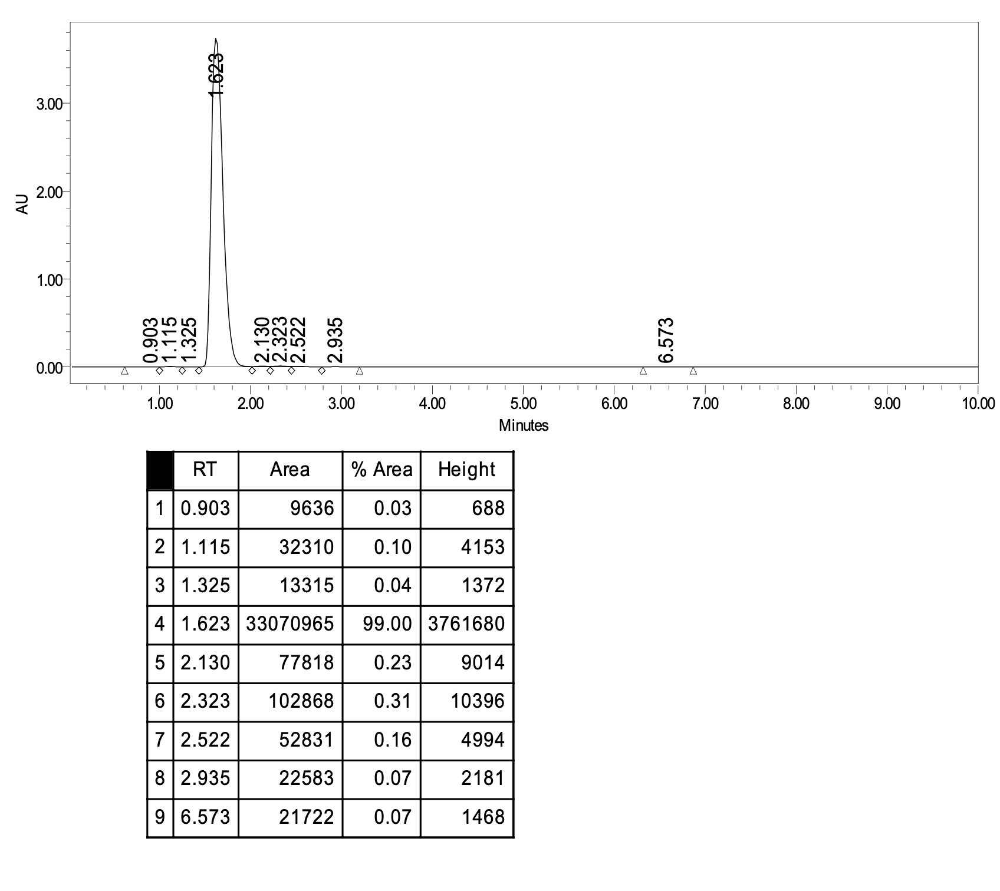 1.623
3.00
2.00
AU
1.00
0.903
1.115
1.325
2.130
2.323
2.522
2.935
6.573
0.00
1.00 2.00 3.00 4.00 5.00 6.00 7.00 8.00 9.00 10.00
Minutes
RT Area % Area Height
1 0.903 9636 0.03 688
2 1.115 32310 0.10 4153
3 1.325 13315 0.04 1372
4 1.623 33070965 99.00 3761680
5 2.130 77818 0.23 9014
6 2.323 102868 0.31 10396
7 2.522 52831 0.16 4994
8 2.935 22583 0.07 2181
9 6.573 21722 0.07 1468